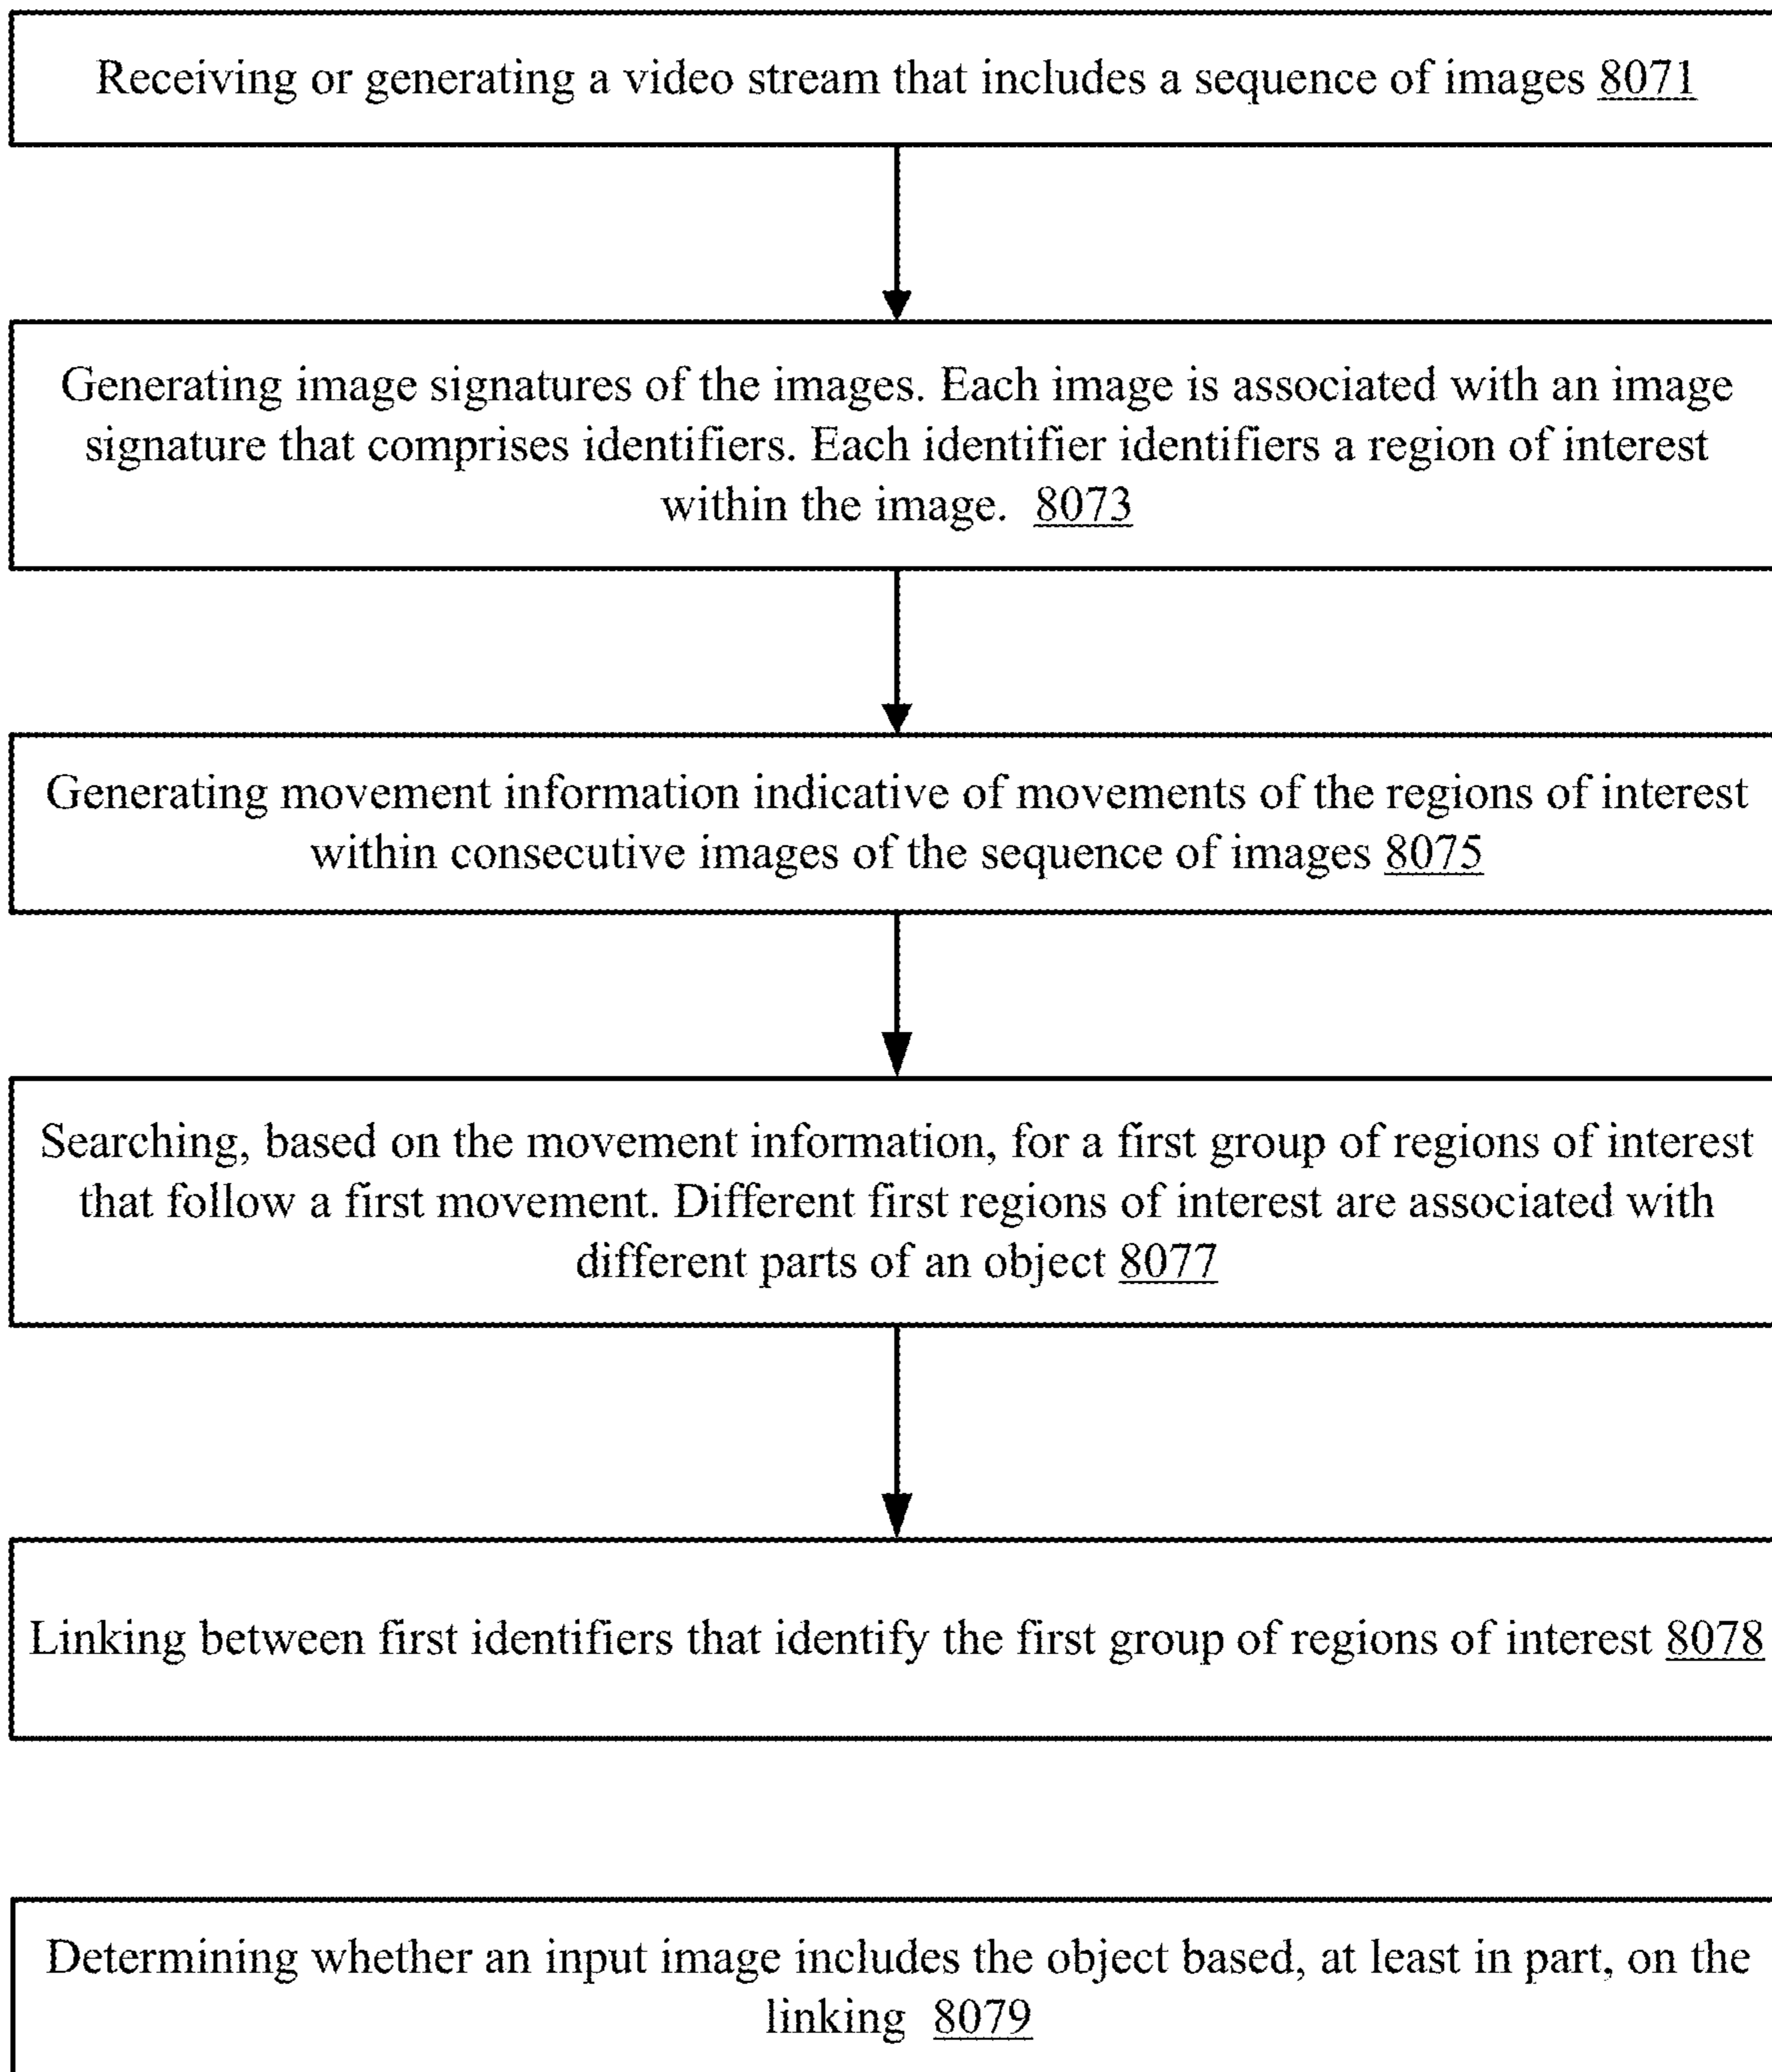 Receiving or generating a video stream that includes a sequence of images 8071
Generating image signatures of the images. Each image is associated with an image
signature that comprises identifiers. Each identifier identifiers a region of interest
within the image. 8073
Generating movement information indicative of movements of the regions of interest
within consecutive images of the sequence of images 8075
Searching, based on the movement information, for a first group of regions of interest
that follow a first movement. Different first regions of interest are associated with
different parts of an object 8077
Linking between first identifiers that identify the first group of regions of interest 8078
Determining whether an input image includes the object based, at least in part, on the
linking 8079